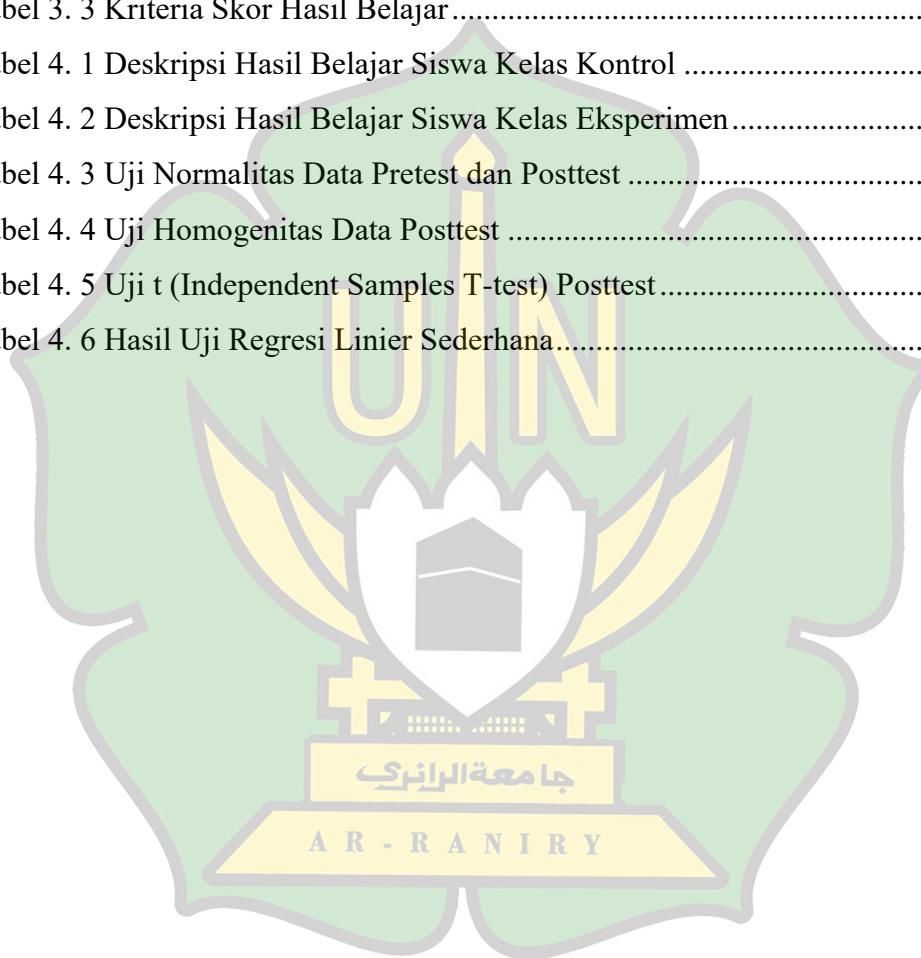 abel 3. 3 Kriteria Skor Hasil Belajar
bel 4. 1 Deskripsi Hasil Belajar Siswa Kelas Kontrol ................................
bel 4. 2 Deskripsi Hasil Belajar Siswa Kelas Eksperimen..........................
bel 4. 3 Uji Normalitas Data Pretest dan Posttest ....................................
bel 4. 4 Uji Homogenitas Data Posttest ....................................................
bel 4. 5 Uji t (Independent Samples T-test) Posttest ................................
bel 4. 6 Hasil Uji Regresi Linier Sederhana..............................................
UIN
جامعةالرانري
AR-RANIRY